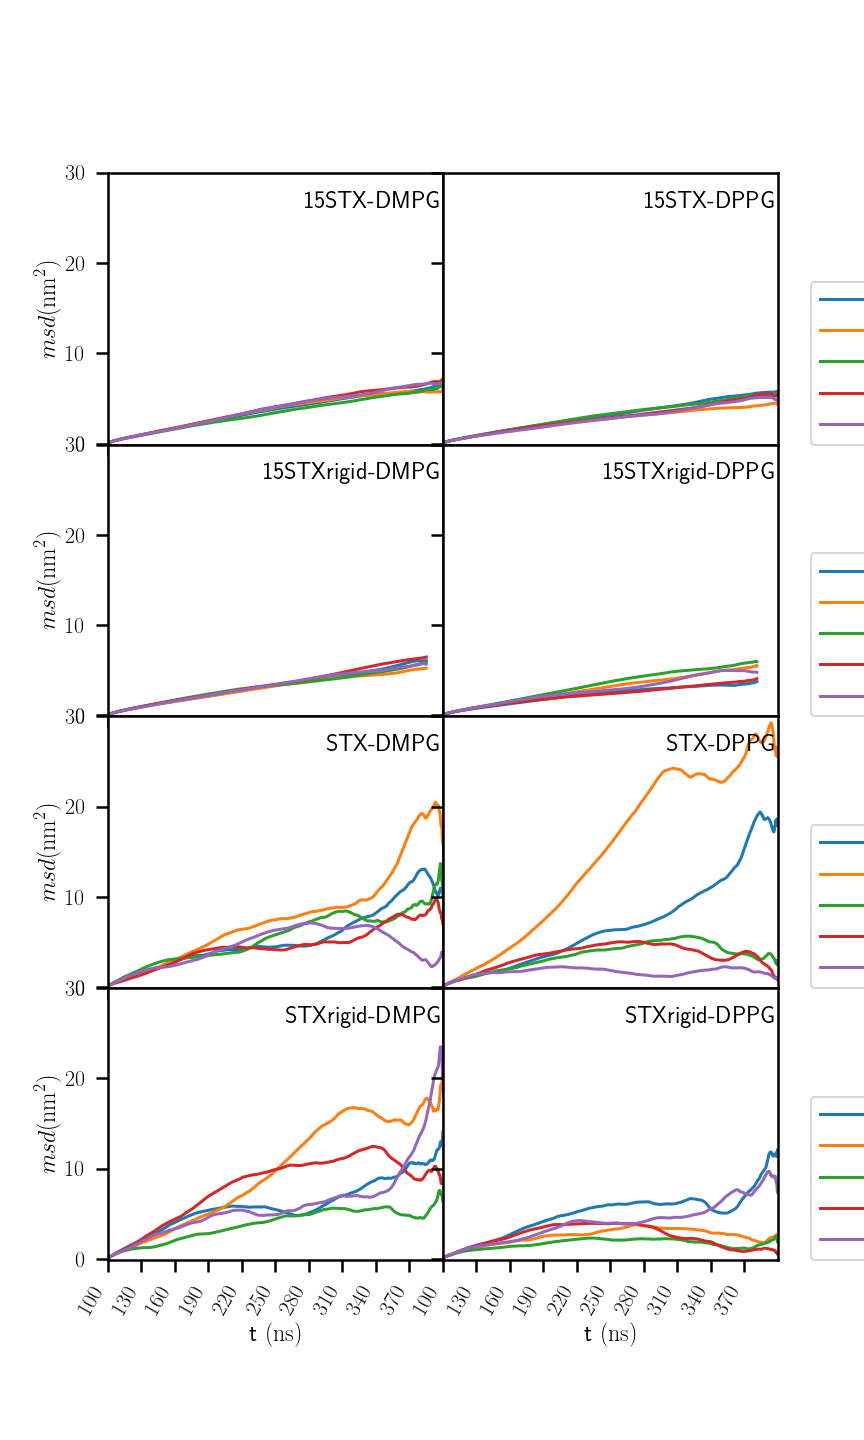 30
15STX-DMPG
15STX-DPPG
20
msd(nm²)
10
30
15STXrigid-DMPG
15STXrigid-DPPG
20
msd(nm²)
10
30
STX-DMPG
STX-DPPG
20
msd(nm²)
10
30
STXrigid-DMPG
STXrigid-DPPG
20
msd(nm²)
10
0
100 130 160 190 220 250 280 310 340 370 100 130 160 190 220 250 280 310 340 370
t (ns)
t (ns)